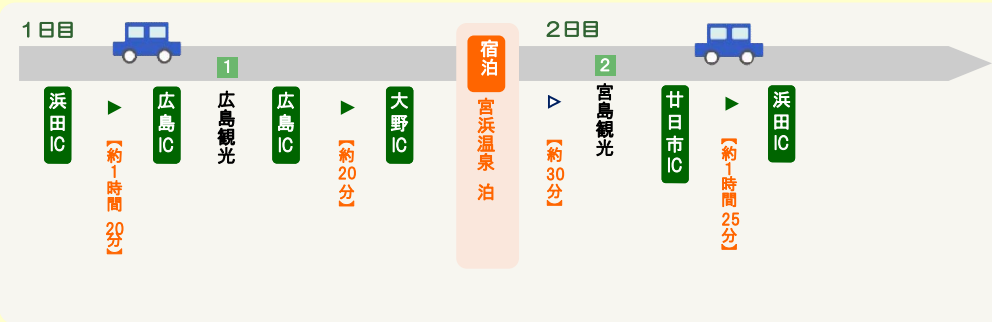 1日目
浜田IC
▶
【約1時間20分】
広島IC
1
広島観光
広島IC
▶
【約20分】
大野IC
宿泊
宮浜温泉 泊
2日目
▷
【約30分】
2
宮島観光
廿日市IC
▶
【約1時間25分】
浜田IC